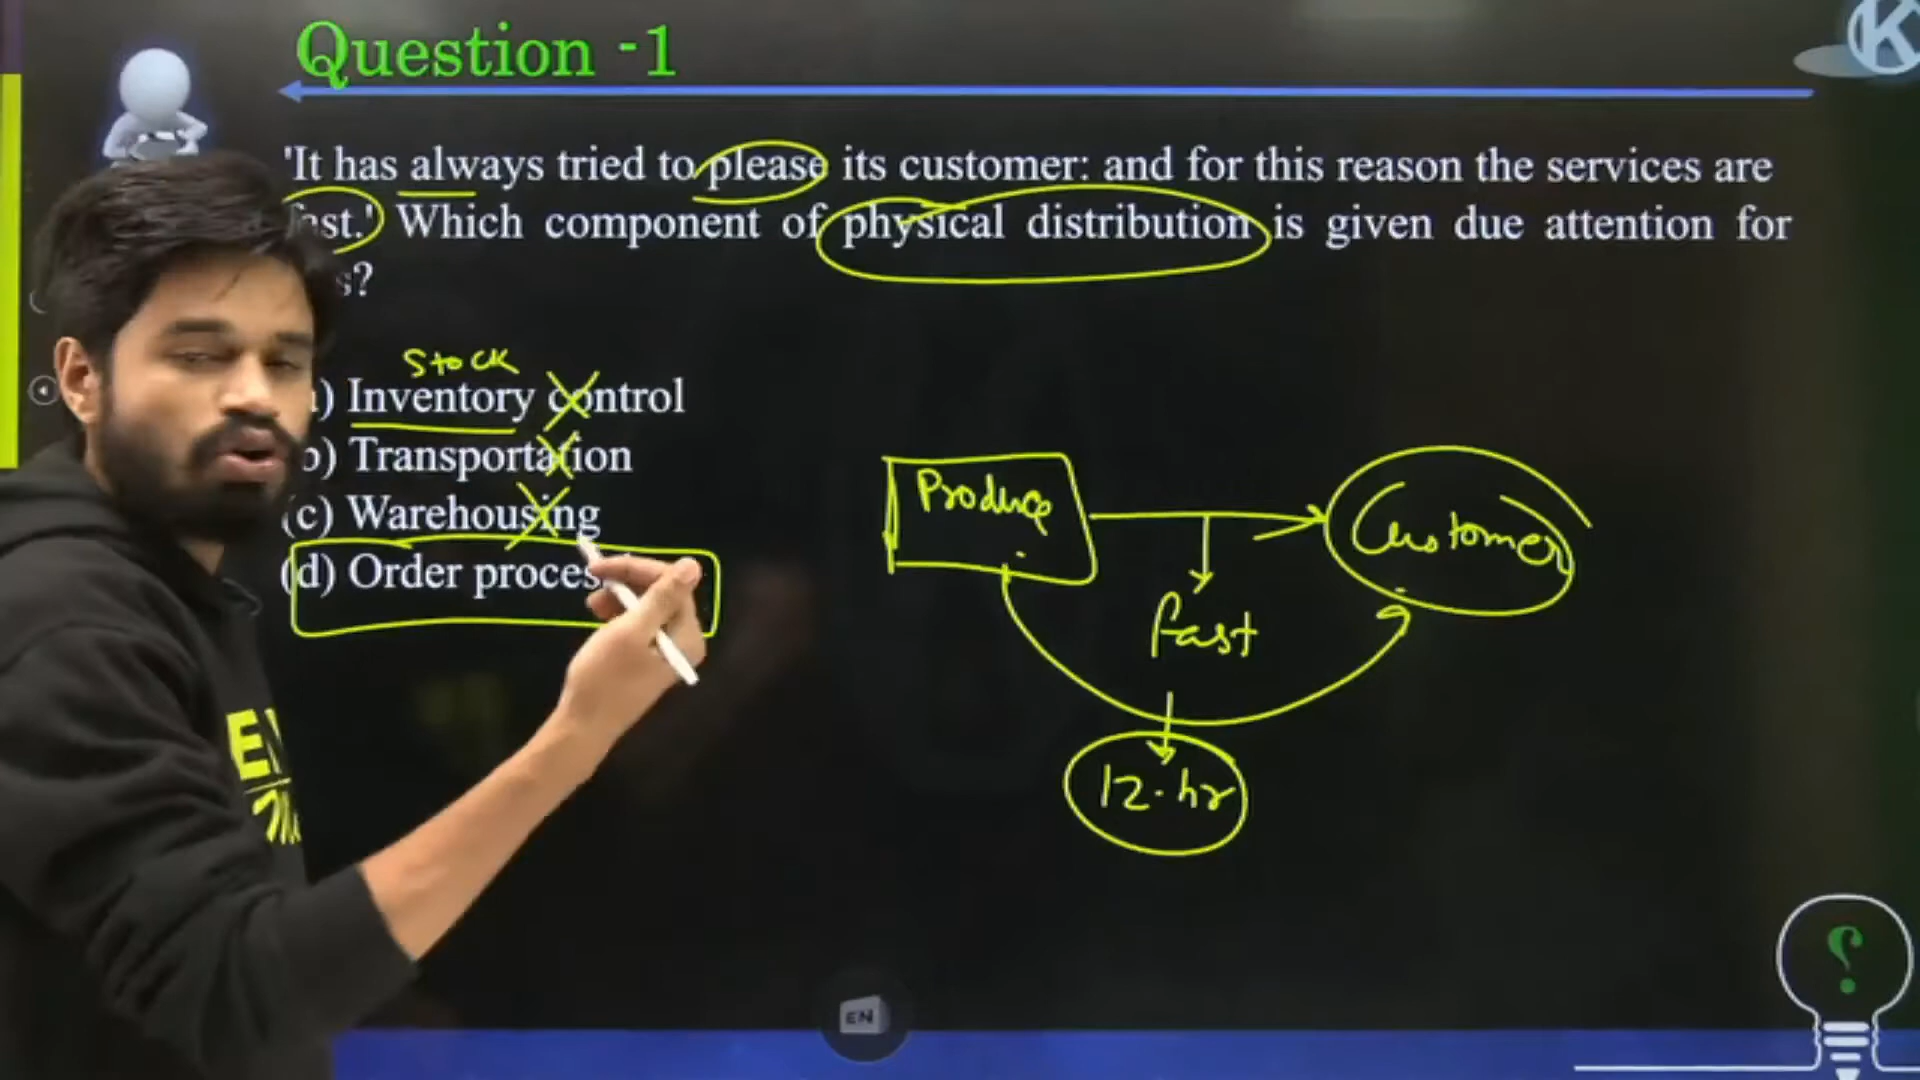 Question -1
'It has always tried to please its customer: and for this reason the services are
fast.' Which component of physical distribution is given due attention for
s?
Stock
a) Inventory control
b) Transportation
(c) Warehousing
(d) Order
Produce
Customer
fast
12-hr
EN
K
?